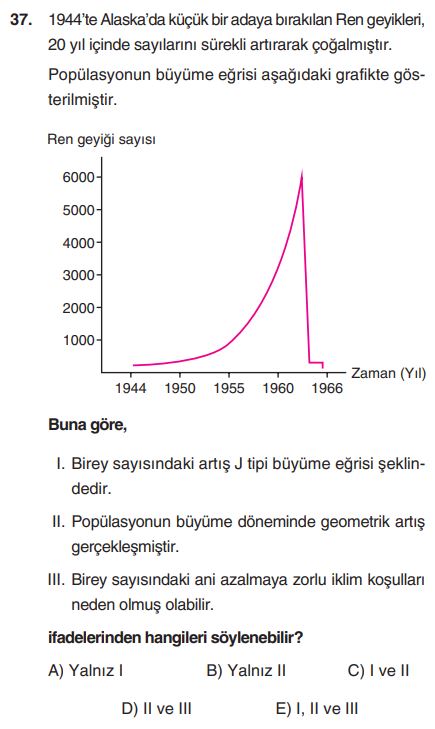 37. 1944'te Alaska'da küçük bir adaya bırakılan Ren geyikleri,
20 yıl içinde sayılarını sürekli artırarak çoğalmıştır.
Popülasyonun büyüme eğrisi aşağıdaki grafikte gös-
terilmiştir.
Ren geyiği sayısı
6000
5000
4000
3000
2000
1000
Zaman (Yıl)
1944 1950 1955 1960 1966
Buna göre,
I. Birey sayısındaki artış J tipi büyüme eğrisi şeklin-
dedir.
II. Popülasyonun büyüme döneminde geometrik artış
gerçekleşmiştir.
III. Birey sayısındaki ani azalmaya zorlu iklim koşulları
neden olmuş olabilir.
ifadelerinden hangileri söylenebilir?
A) Yalnız I B) Yalnız II C) I ve II
D) II ve III E) I, II ve III